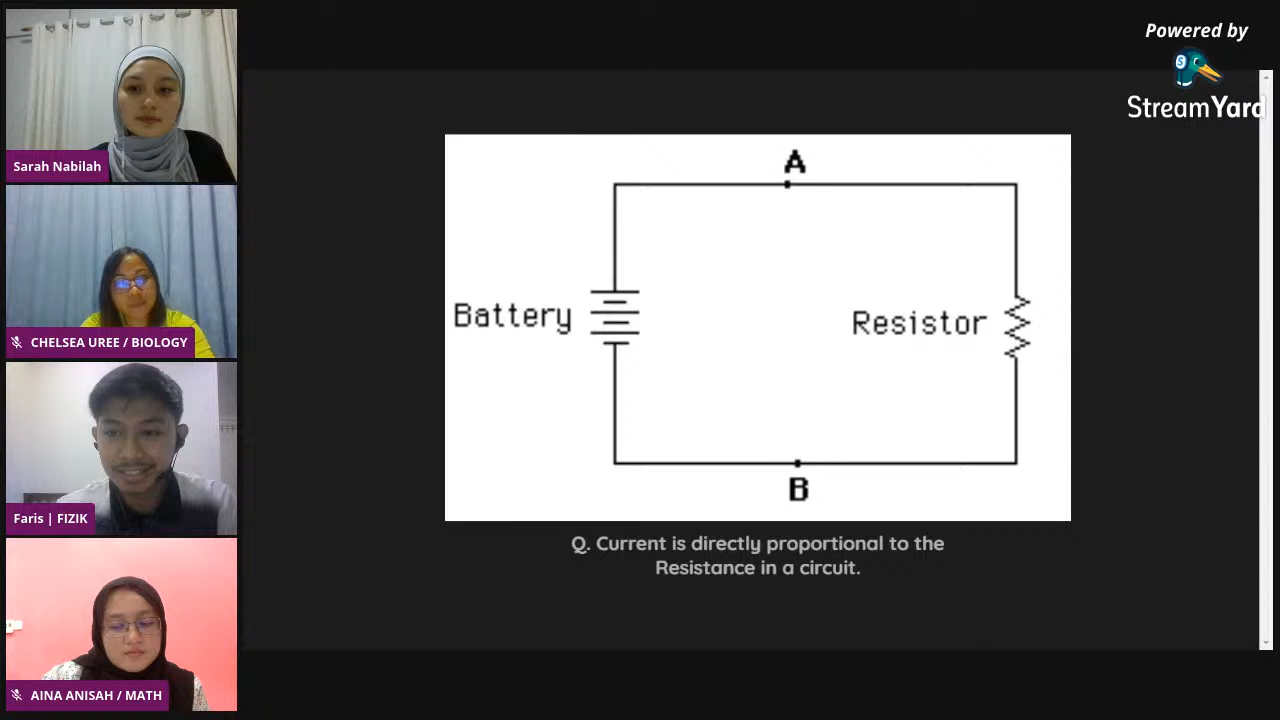 Powered by
StreamYard
Sarah Nabilah
CHELSEA UREE / BIOLOGY
Faris | FIZIK
AINA ANISAH / MATH
A
Battery
Resistor
B
Q. Current is directly proportional to the
Resistance in a circuit.